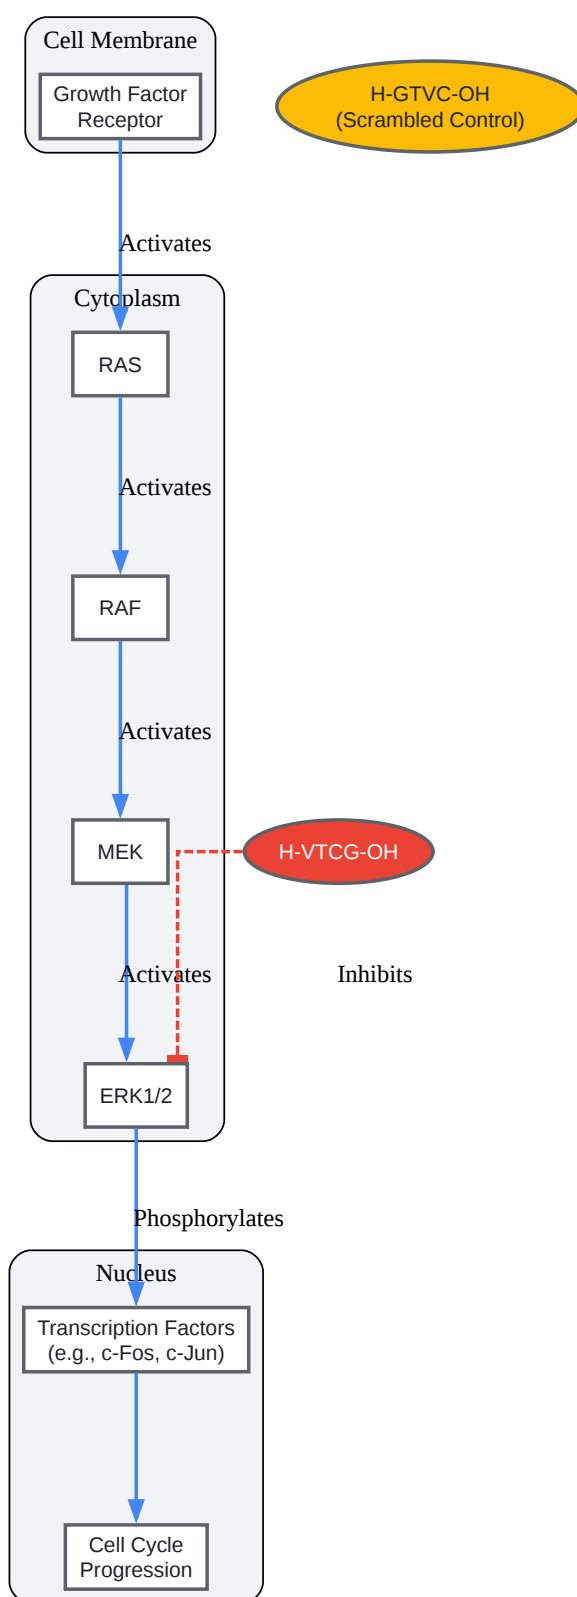 Cell Membrane
Growth Factor
Receptor
H-GTVC-OH
(Scrambled Control)
Activates
Cytoplasm
RAS
Activates
RAF
Activates
MEK
H-VTCG-OH
Activates
Inhibits
ERK1/2
Phosphorylates
Nucleus
Transcription Factors
(e.g., c-Fos, c-Jun)
Cell Cycle
Progression